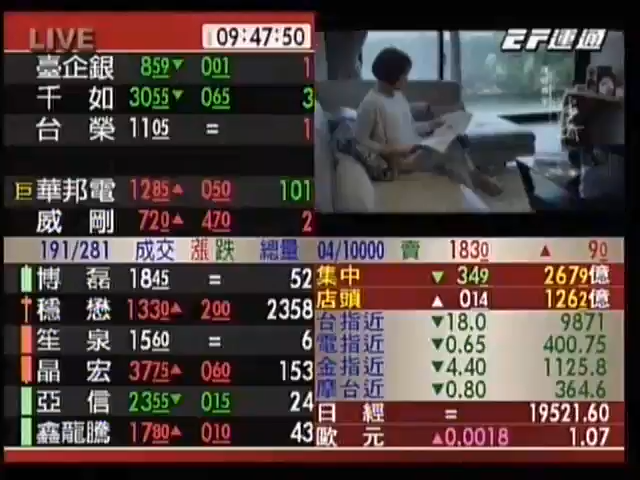 LIVE 09:47:50
臺企銀 859▼ 001 1
千如 3055▼ 065 3
台榮 1105 = 1
巨 華邦電 1285▲ 050 101
威剛 720▲ 470 2
191/281 成交 漲跌 總量
博磊 1845 = 52
穩懋 1330▲ 200 2358
笙泉 1560 = 6
晶宏 3775▲ 060 153
亞信 2355▼ 015 24
鑫龍騰 1780▲ 010 43
運通
04/10000 賣 1830 ▲ 90
集中 ▼ 349 2679億
店頭 ▲ 014 1262億
台指近 ▼18.0 9871
電指近 ▼0.65 400.75
金指近 ▼4.40 1125.8
摩台近 ▼0.80 364.6
日經 = 19521.60
歐元 ▲0.0018 1.07